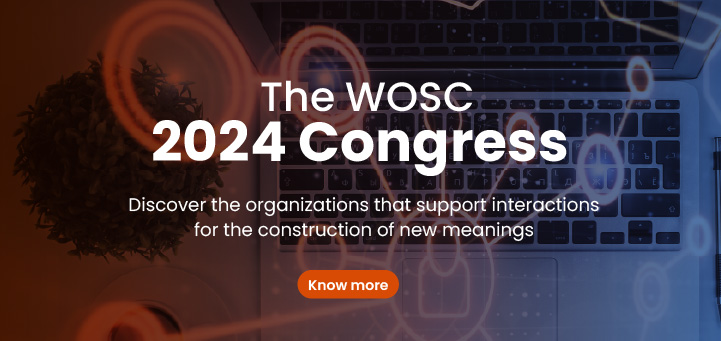 The WOSC
2024 Congress
Discover the organizations that support interactions
for the construction of new meanings
Know more